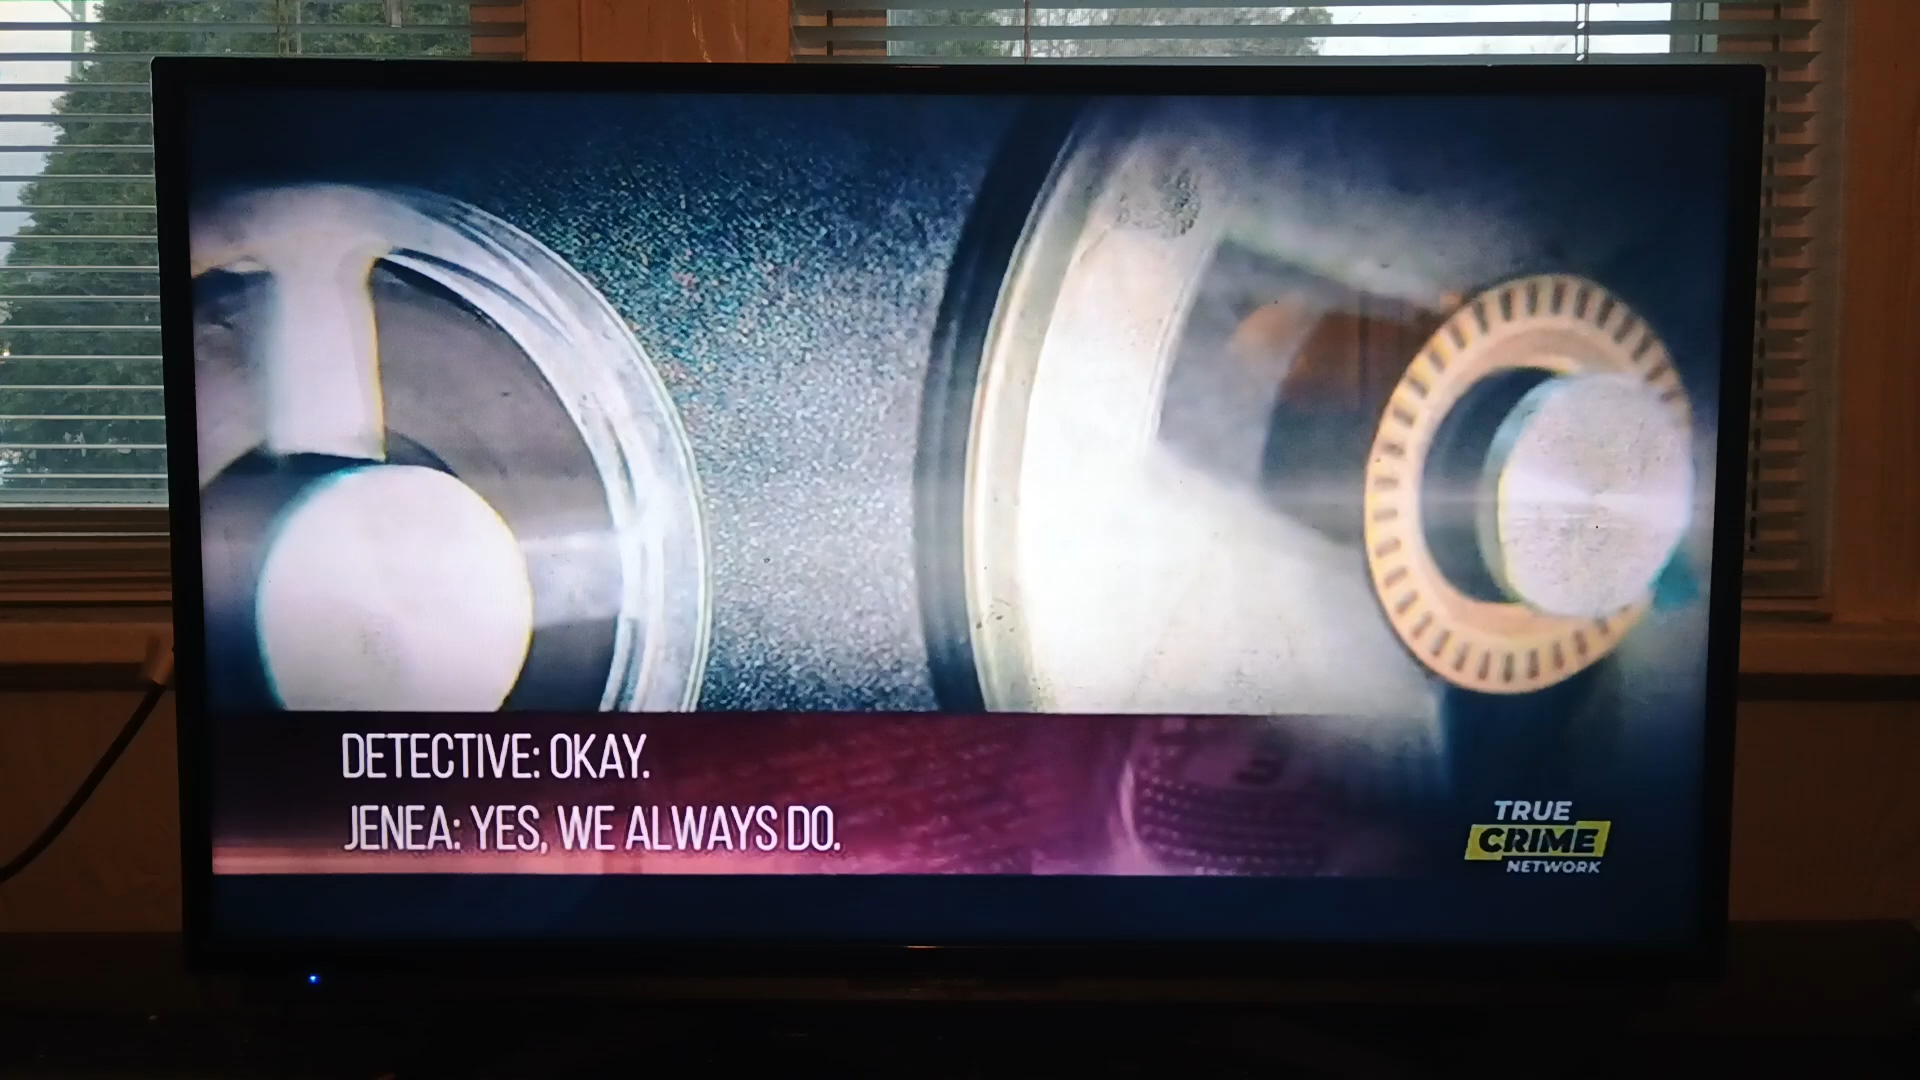 DETECTIVE: OKAY.
JENEA: YES, WE ALWAYS DO.
TRUE
CRIME
NETWORK